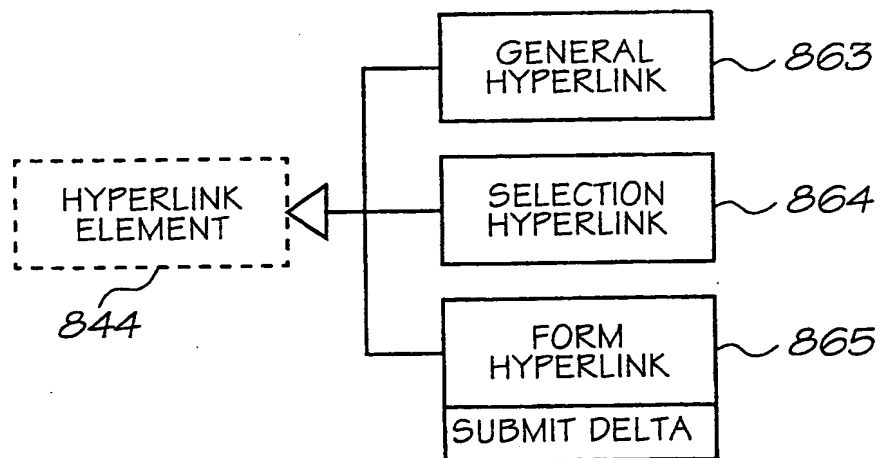 GENERAL
HYPERLINK
863
HYPERLINK
ELEMENT
844
SELECTION
HYPERLINK
864
FORM
HYPERLINK
865
SUBMIT DELTA